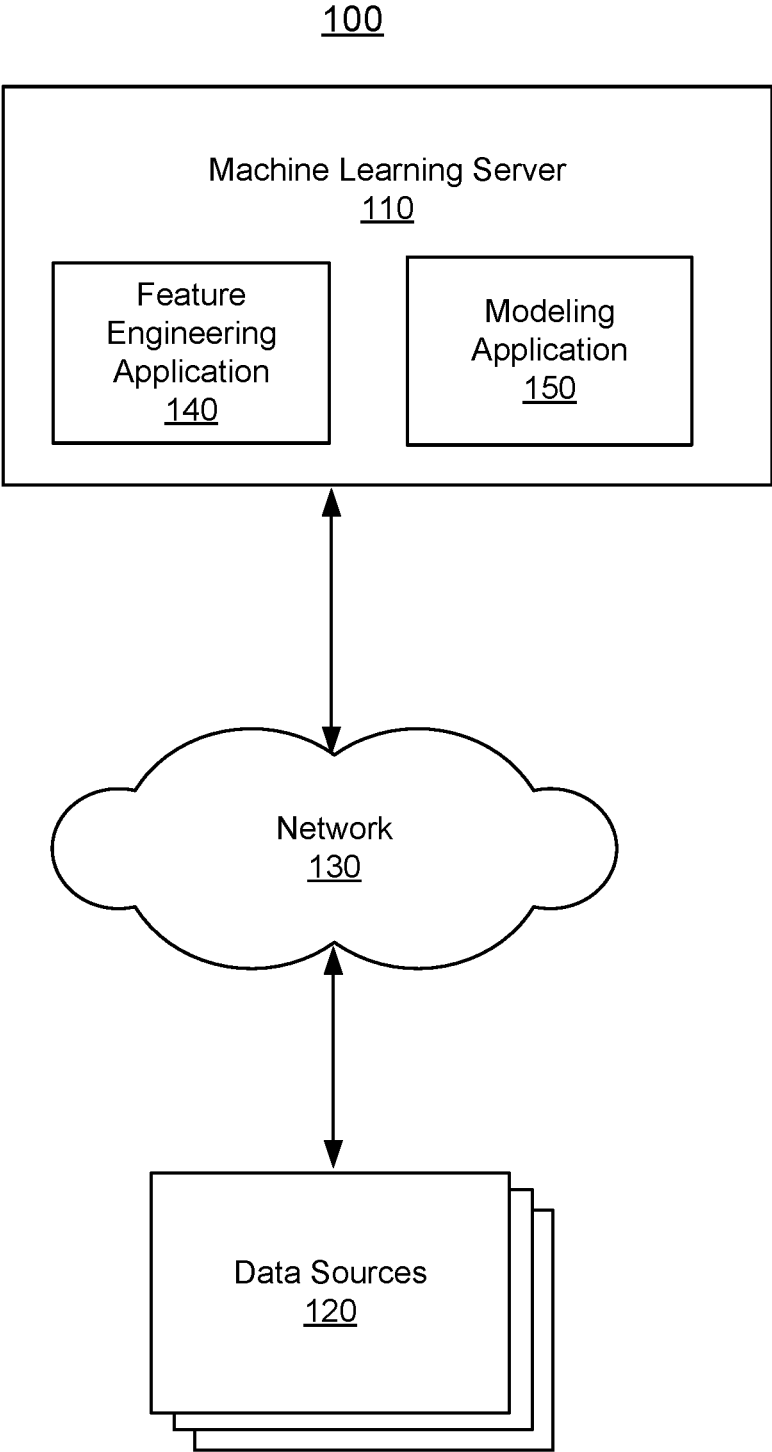 100
Machine Learning Server
110
Feature
Engineering
Application
140
Modeling
Application
150
Network
130
Data Sources
120